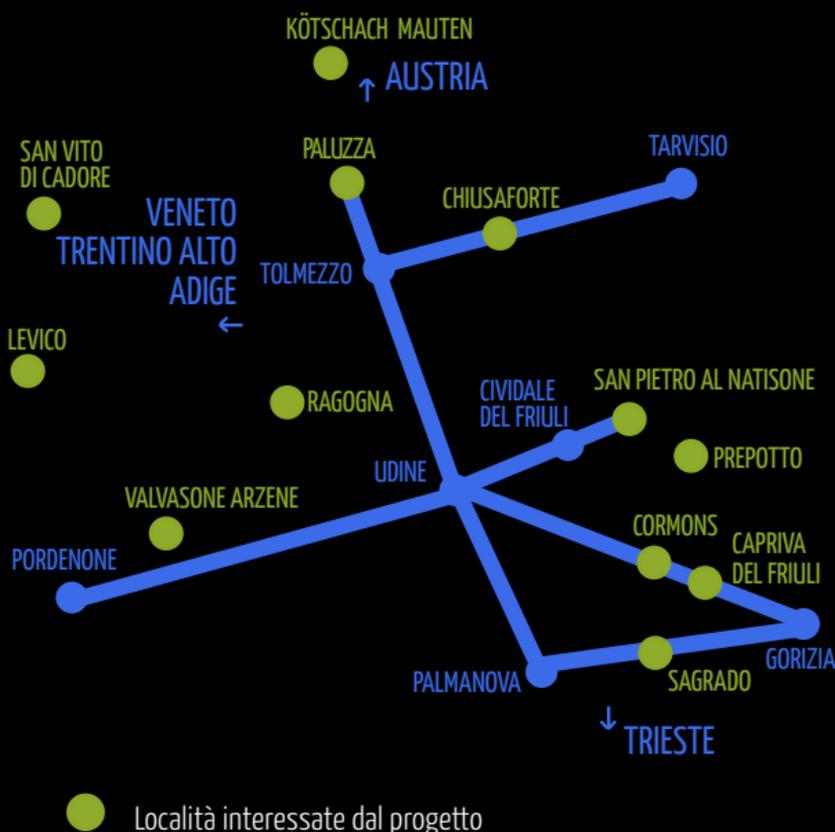 KÖTSCHACH MAUTEN
↑ AUSTRIA
SAN VITO
DI CADORE
PALUZZA
TARVISIO
CHIUSAFORTE
VENETO
TRENTINO ALTO
ADIGE
←
TOLMEZZO
LEVICO
RAGOGNA
CIVIDALE
DEL FRIULI
SAN PIETRO AL NATISONE
UDINE
PREPOTTO
VALVASONE ARZENE
CORMONS
CAPRIVA
DEL FRIULI
PORDENONE
GORIZIA
PALMANOVA
SAGRADO
↓ TRIESTE
Località interessate dal progetto